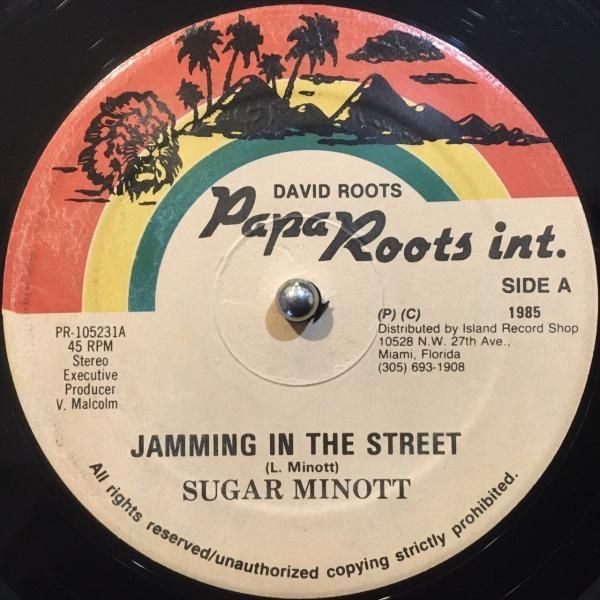 DAVID ROOTS
Papa Roots int.
SIDE A
PR-105231A
45 RPM
Stereo
Executive
Producer
V. Malcolm
(P) (C) 1985
Distributed by Island Record Shop
10528 N.W. 27th Ave.,
Miami, Florida
(305) 693-1908
JAMMING IN THE STREET
(L. Minott)
SUGAR MINOTT
All rights reserved/unauthorized copying strictly prohibited.